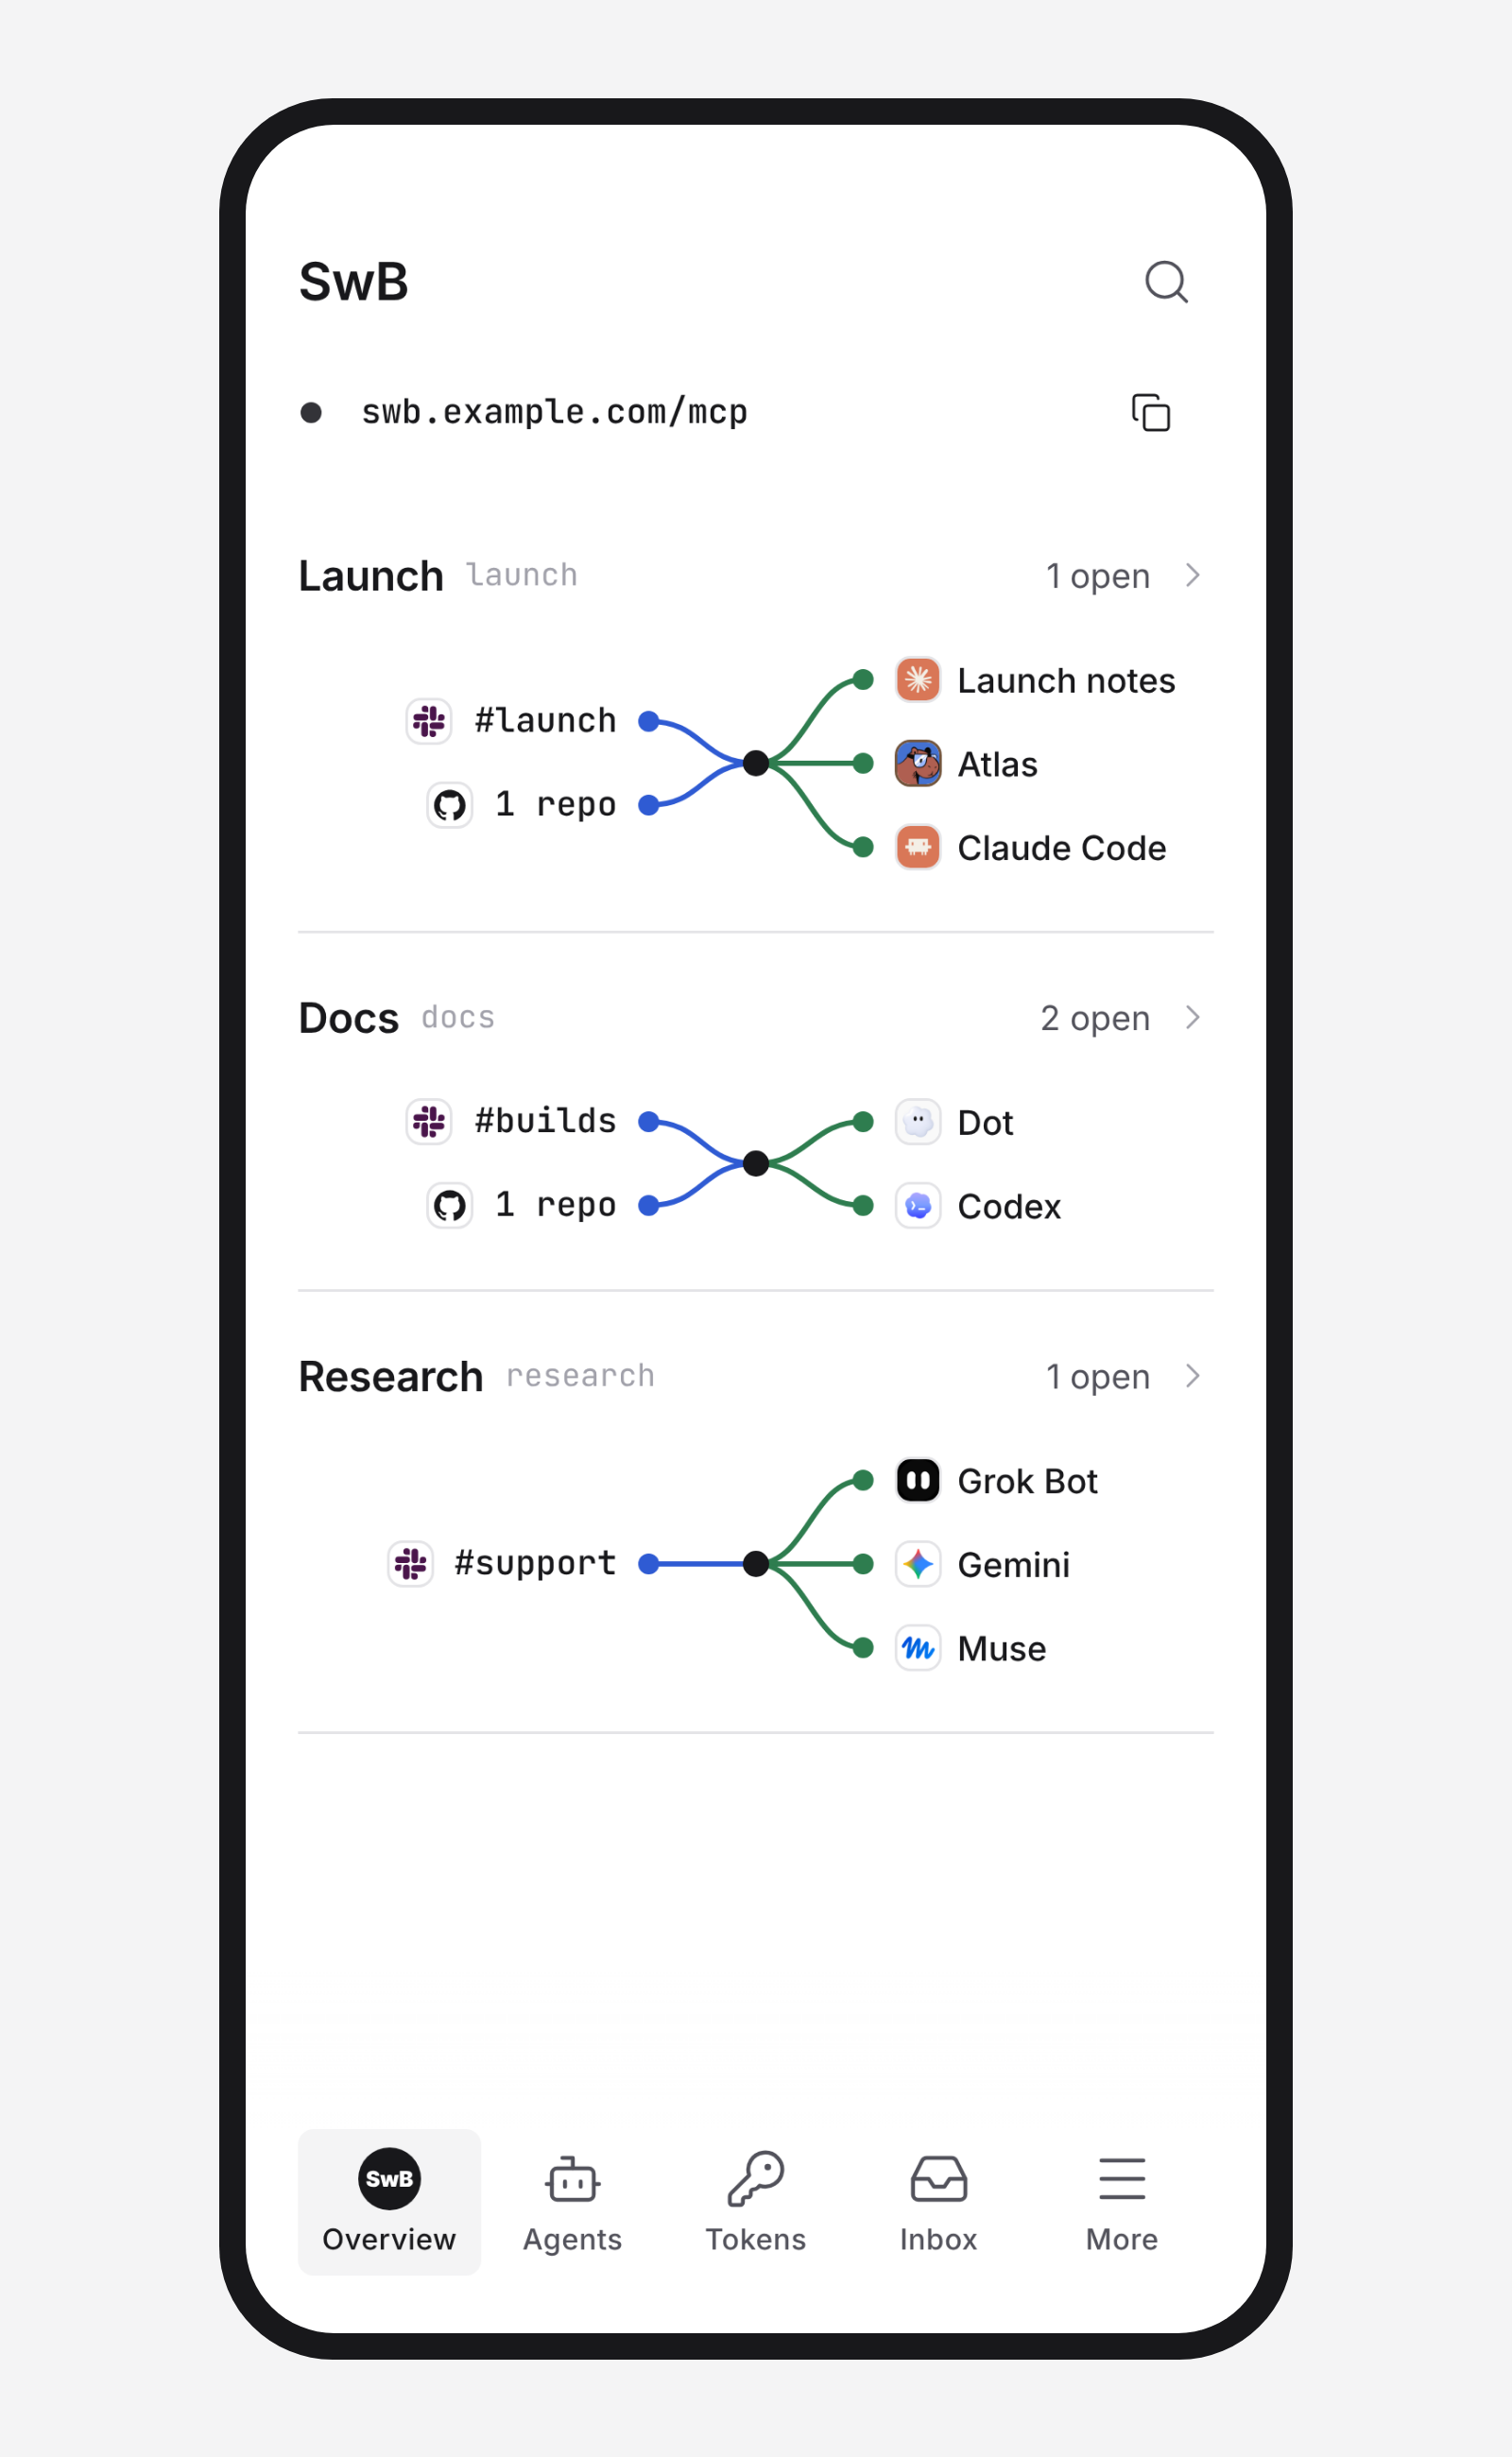 SwB
swb.example.com/mcp
Launch launch 1 open
#launch
1 repo
Launch notes
Atlas
Claude Code
Docs docs 2 open
#builds
1 repo
Dot
Codex
Research research 1 open
#support
Grok Bot
Gemini
Muse
SwB
Overview Agents Tokens Inbox More